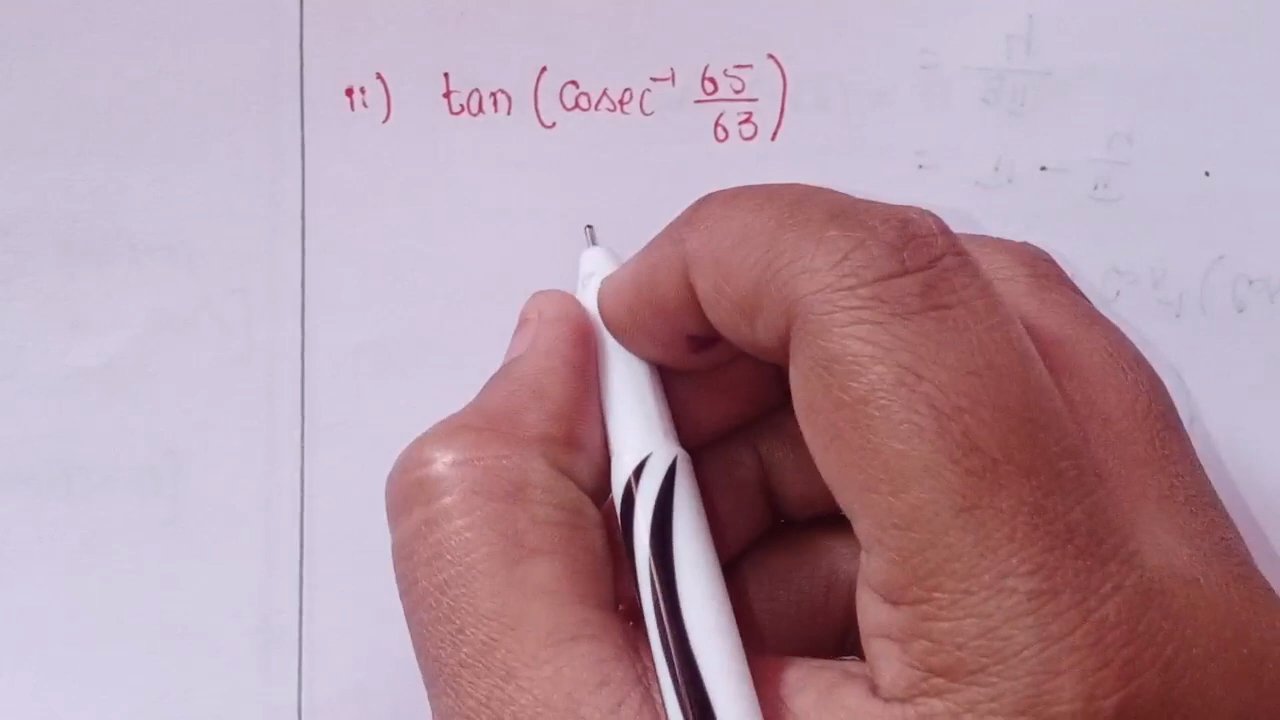 ii) tan (Cosec⁻¹ 65/63)